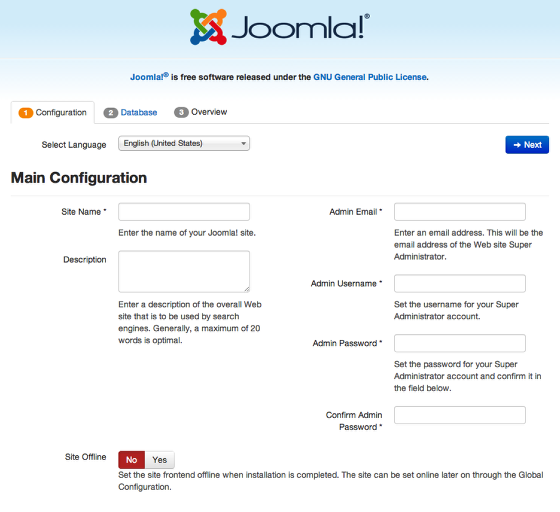 Joomla!®
Joomla!® is free software released under the GNU General Public License.
1 Configuration 2 Database 3 Overview
Select Language English (United States) → Next
Main Configuration
Site Name *
Enter the name of your Joomla! site.
Description
Enter a description of the overall Web
site that is to be used by search
engines. Generally, a maximum of 20
words is optimal.
Admin Email *
Enter an email address. This will be the
email address of the Web site Super
Administrator.
Admin Username *
Set the username for your Super
Administrator account.
Admin Password *
Set the password for your Super
Administrator account and confirm it in
the field below.
Confirm Admin
Password *
Site Offline No Yes
Set the site frontend offline when installation is completed. The site can be set online later on through the Global
Configuration.